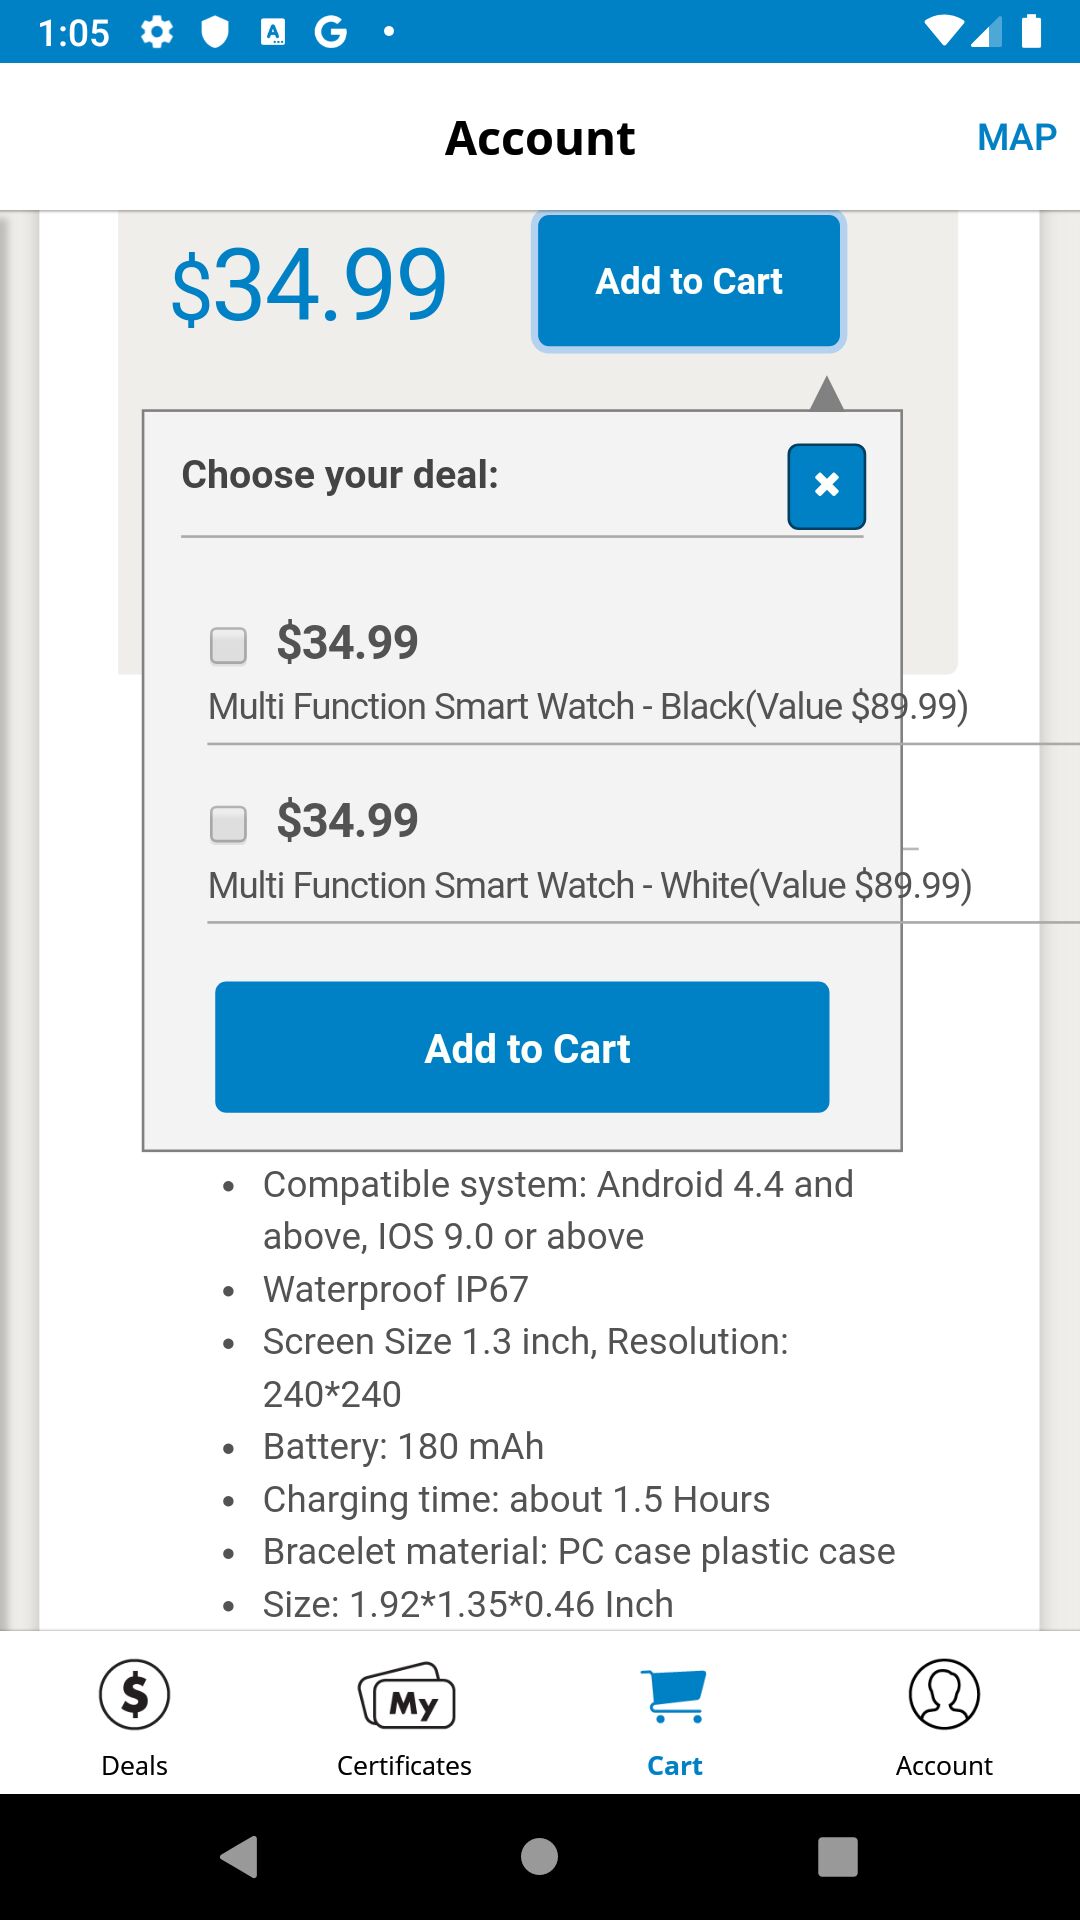 1:05
Account
MAP
$34.99
Add to Cart
Choose your deal:
$34.99
Multi Function Smart Watch - Black(Value $89.99)
$34.99
Multi Function Smart Watch - White(Value $89.99)
Add to Cart
Compatible system: Android 4.4 and
above, IOS 9.0 or above
Waterproof IP67
Screen Size 1.3 inch, Resolution:
240*240
Battery: 180 mAh
Charging time: about 1.5 Hours
Bracelet material: PC case plastic case
Size: 1.92*1.35*0.46 Inch
My
Deals
Certificates
Cart
Account